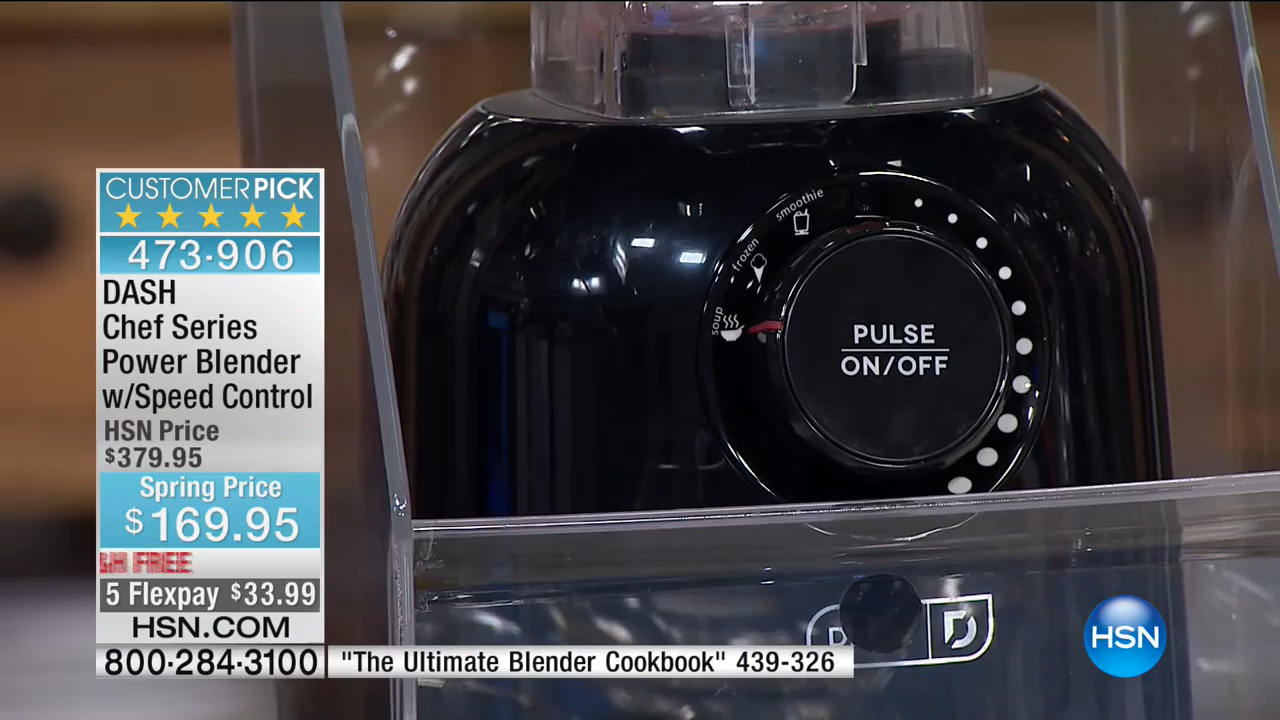 CUSTOMERPICK
473·906
DASH
Chef Series
Power Blender
w/Speed Control
HSN Price
$379.95
Spring Price
$169.95
S&H FREE
5 Flexpay $33.99
HSN.COM
800·284·3100
"The Ultimate Blender Cookbook" 439-326
smoothie
frozen
soup
PULSE
ON/OFF
HSN